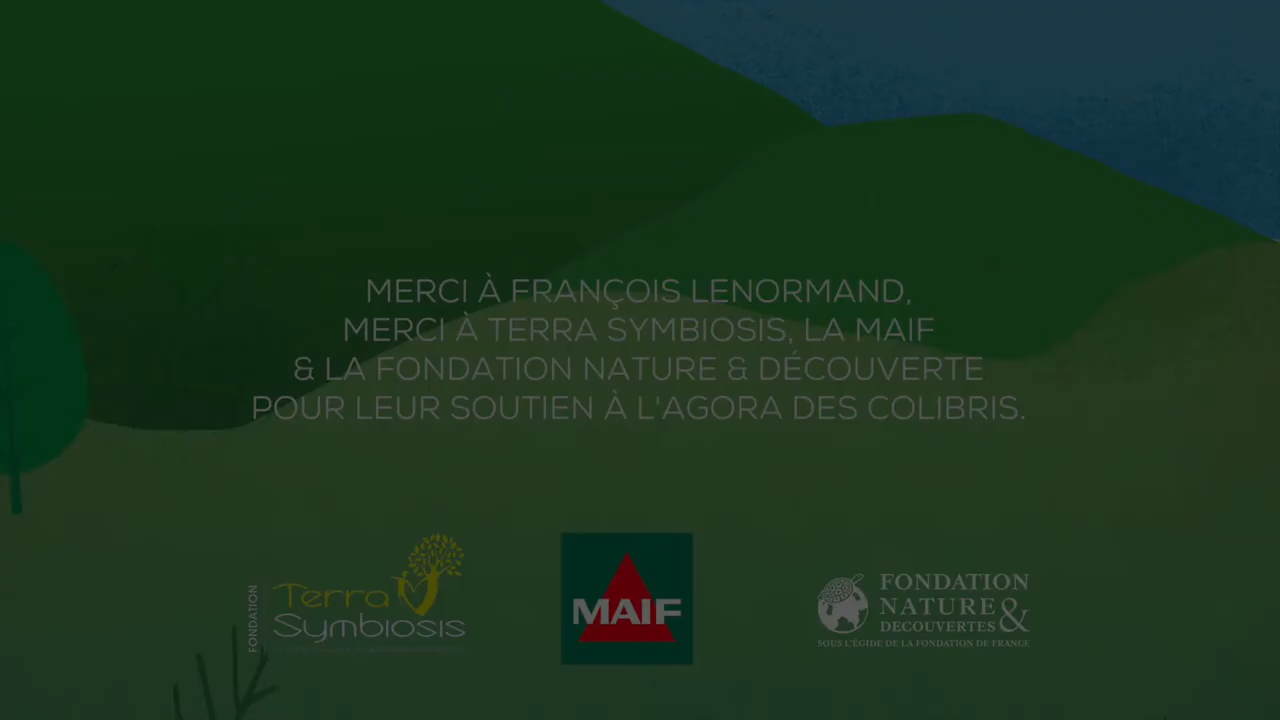 MERCI À FRANÇOIS LENORMAND,
MERCI À TERRA SYMBIOSIS, LA MAIF
& LA FONDATION NATURE & DÉCOUVERTE
POUR LEUR SOUTIEN À L'AGORA DES COLIBRIS.
FONDATION
Terra
Symbiosis
MAIF
FONDATION
NATURE &
DECOUVERTES
SOUS L'ÉGIDE DE LA FONDATION DE FRANCE